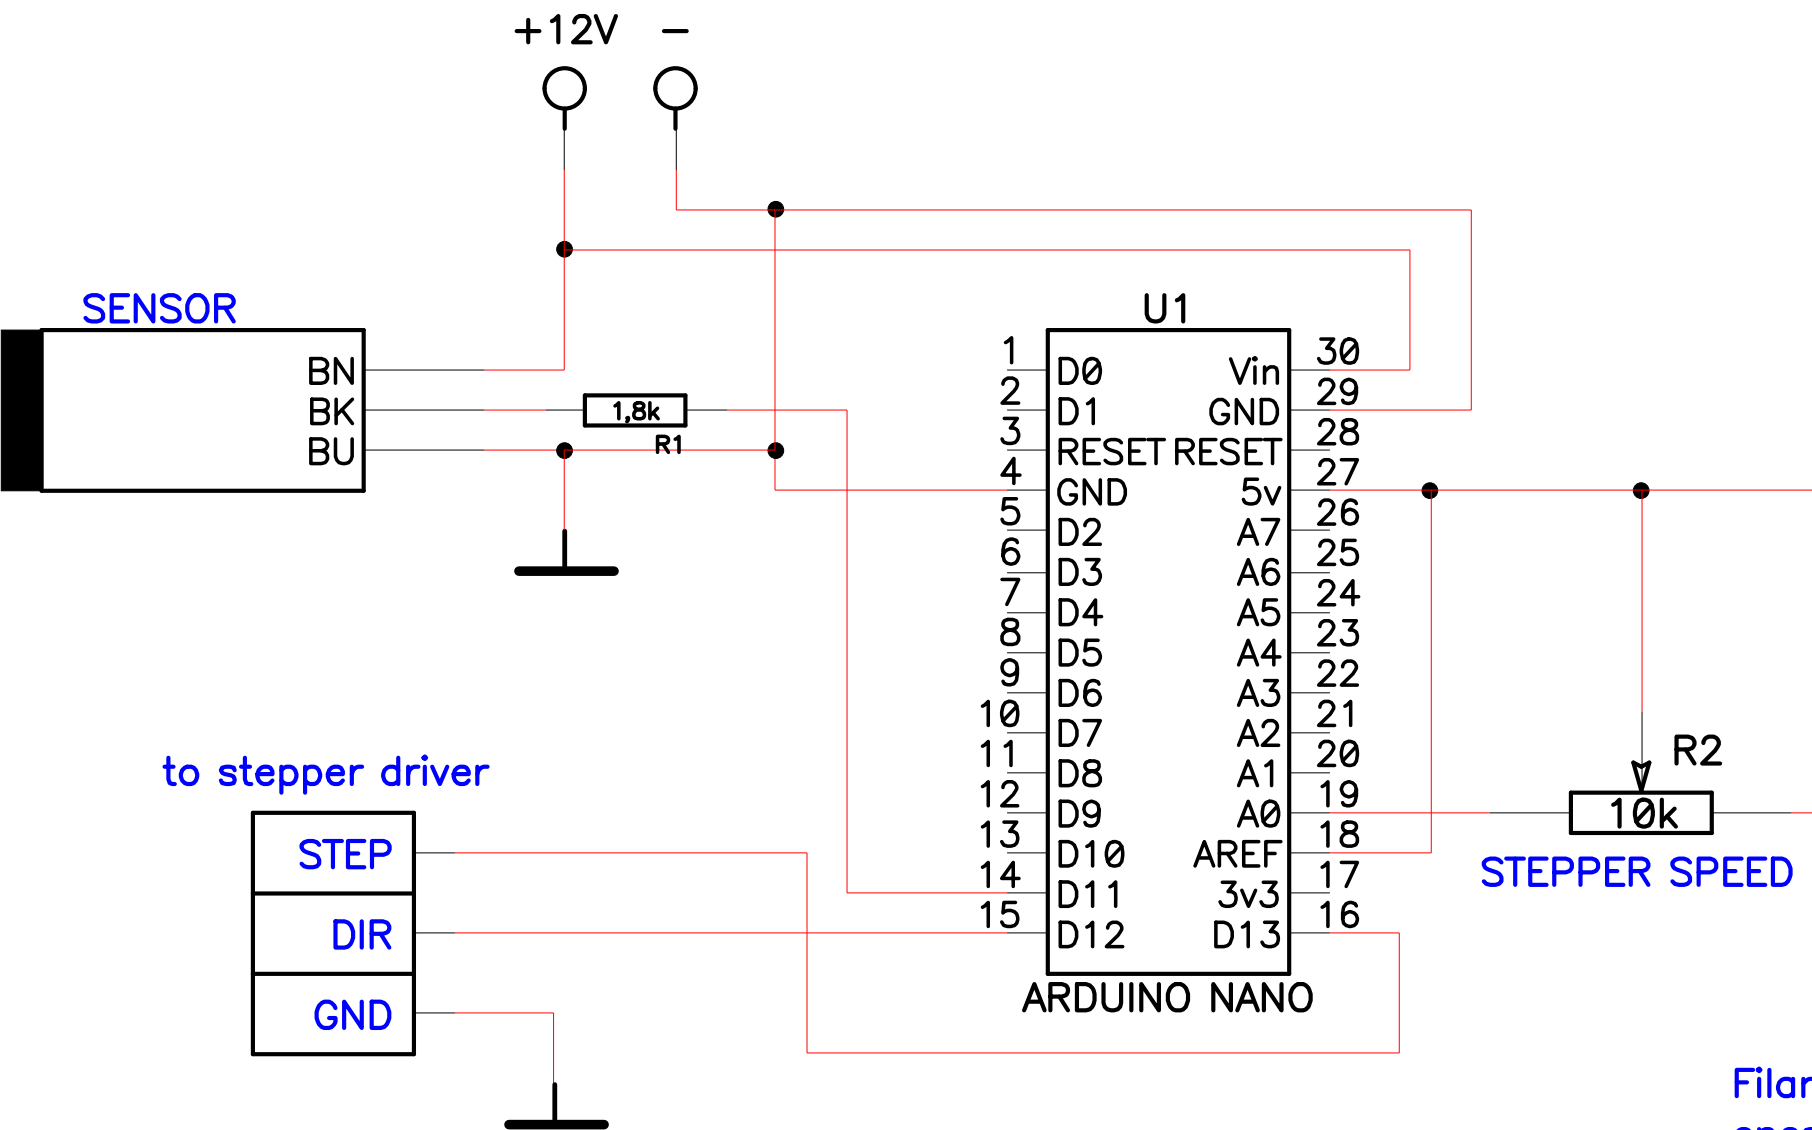 +12V -
SENSOR
BN
BK
BU
1,8k
R1
U1
1 D0 Vin 30
2 D1 GND 29
3 RESET RESET 28
4 GND 5v 27
5 D2 A7 26
6 D3 A6 25
7 D4 A5 24
8 D5 A4 23
9 D6 A3 22
10 D7 A2 21
11 D8 A1 20
12 D9 A0 19
13 D10 AREF 18
14 D11 3v3 17
15 D12 D13 16
ARDUINO NANO
R2
10k
STEPPER SPEED
to stepper driver
STEP
DIR
GND